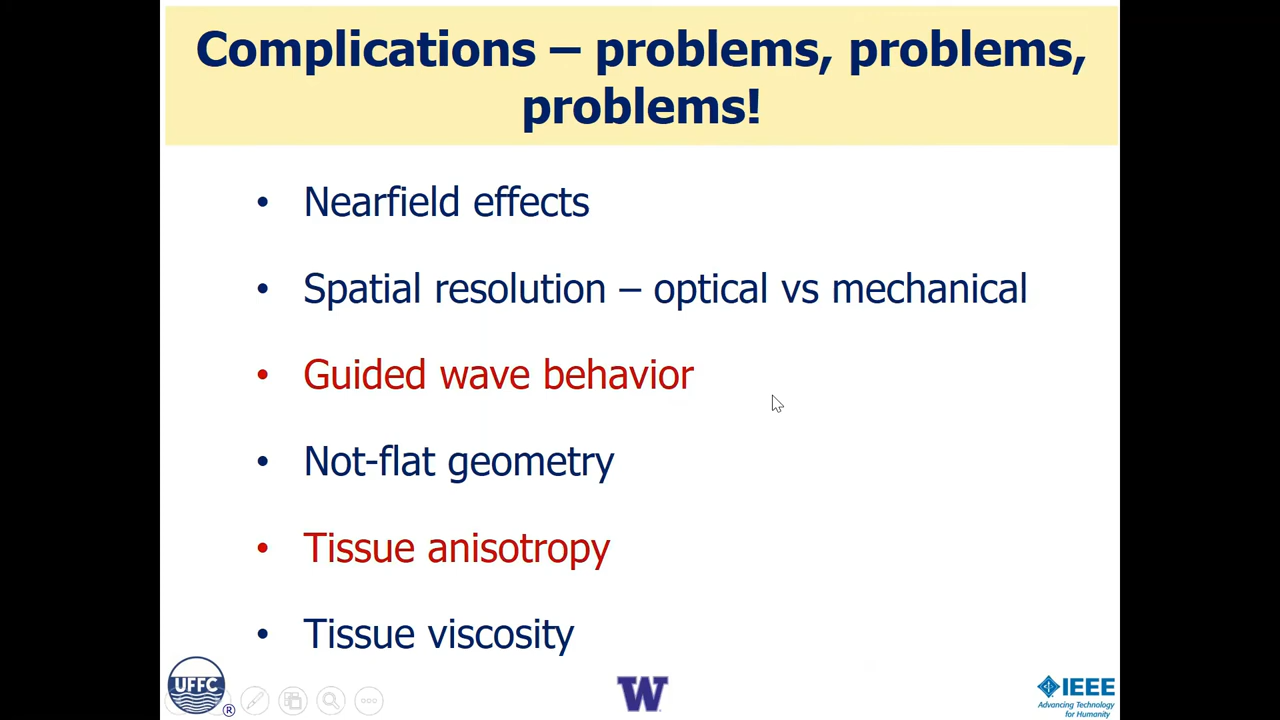 Complications – problems, problems,
problems!
• Nearfield effects
• Spatial resolution – optical vs mechanical
• Guided wave behavior
• Not-flat geometry
• Tissue anisotropy
• Tissue viscosity
UFFC ®
W
IEEE
Advancing Technology
for Humanity